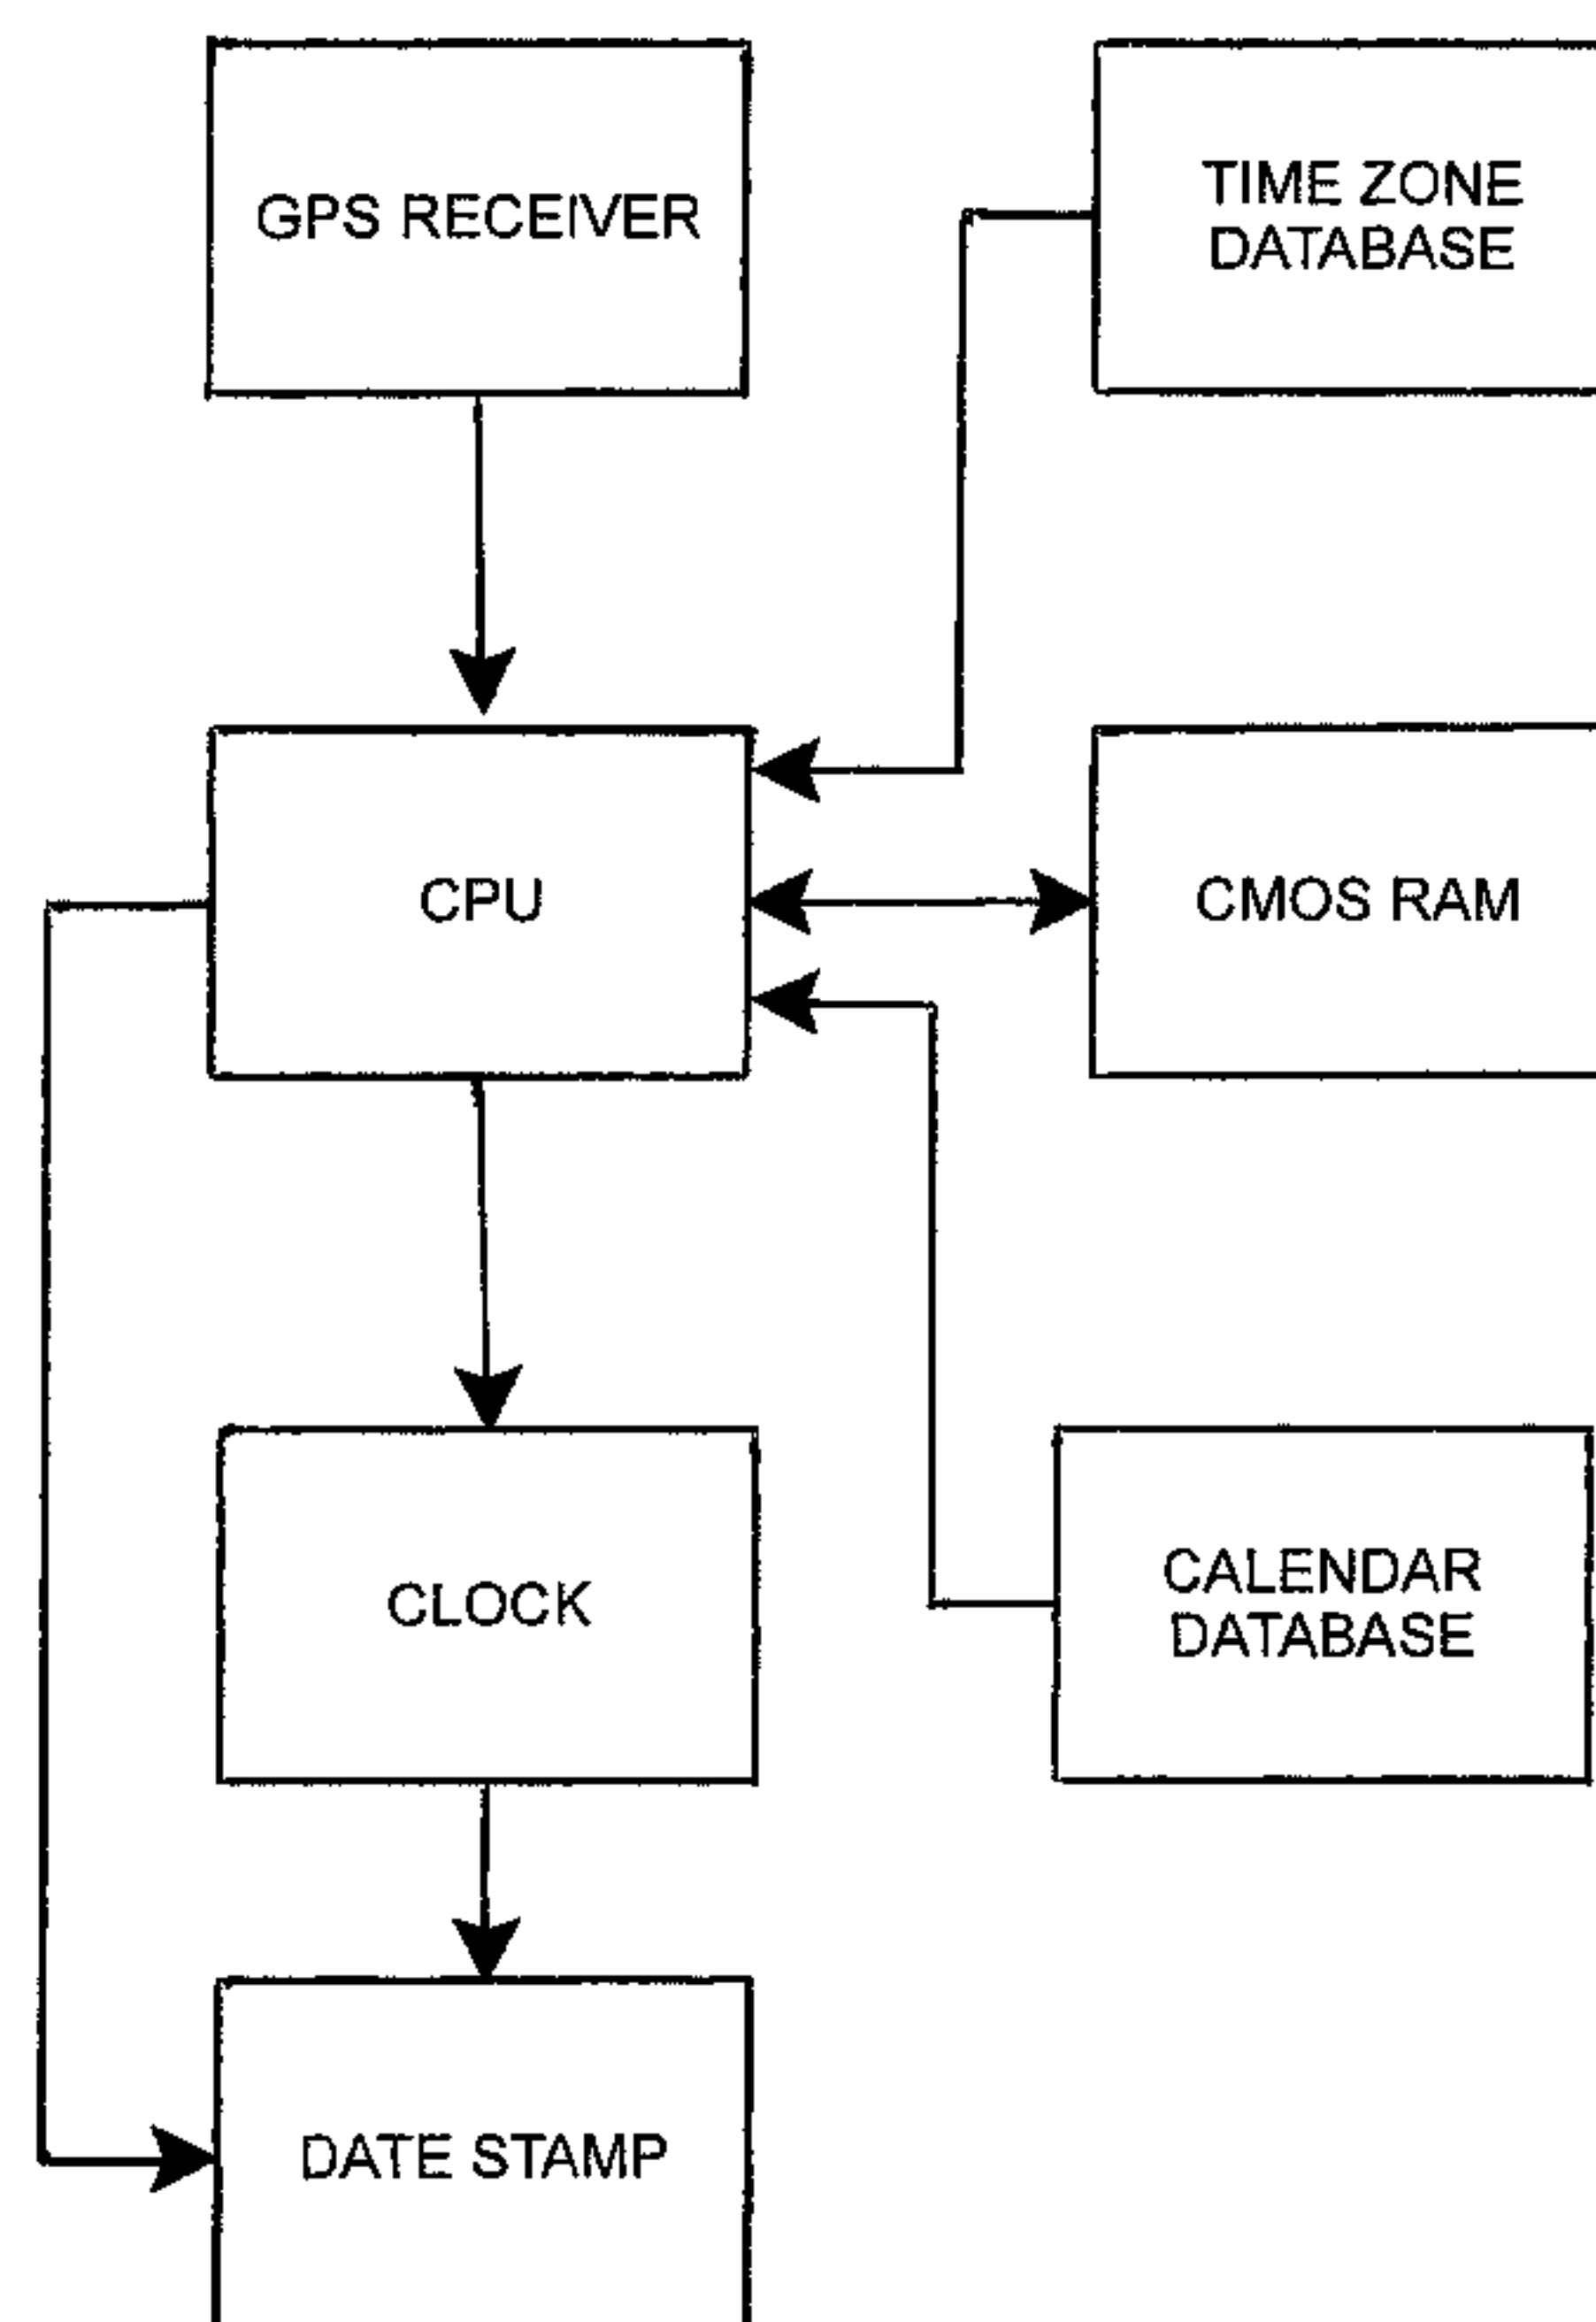 GPS RECEIVER
TIME ZONE
DATABASE
CPU
CMOS RAM
CLOCK
CALENDAR
DATABASE
DATE STAMP